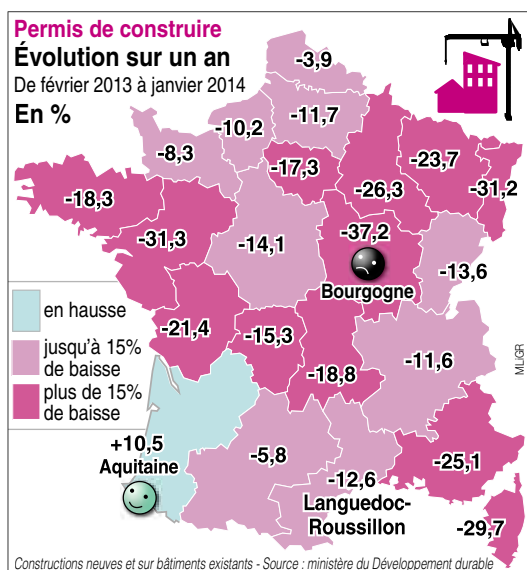 Permis de construire
Évolution sur un an
De février 2013 à janvier 2014
En %
-3,9
-11,7
-10,2
-8,3
-17,3
-23,7
-26,3
-31,2
-18,3
-31,3
-14,1
-37,2
Bourgogne
-13,6
en hausse
jusqu'à 15%
de baisse
plus de 15%
de baisse
-21,4
-15,3
-18,8
-11,6
MLiGR
+10,5
Aquitaine
-5,8
-12,6
Languedoc-
Roussillon
-25,1
-29,7
Constructions neuves et sur bâtiments existants - Source : ministère du Développement durable